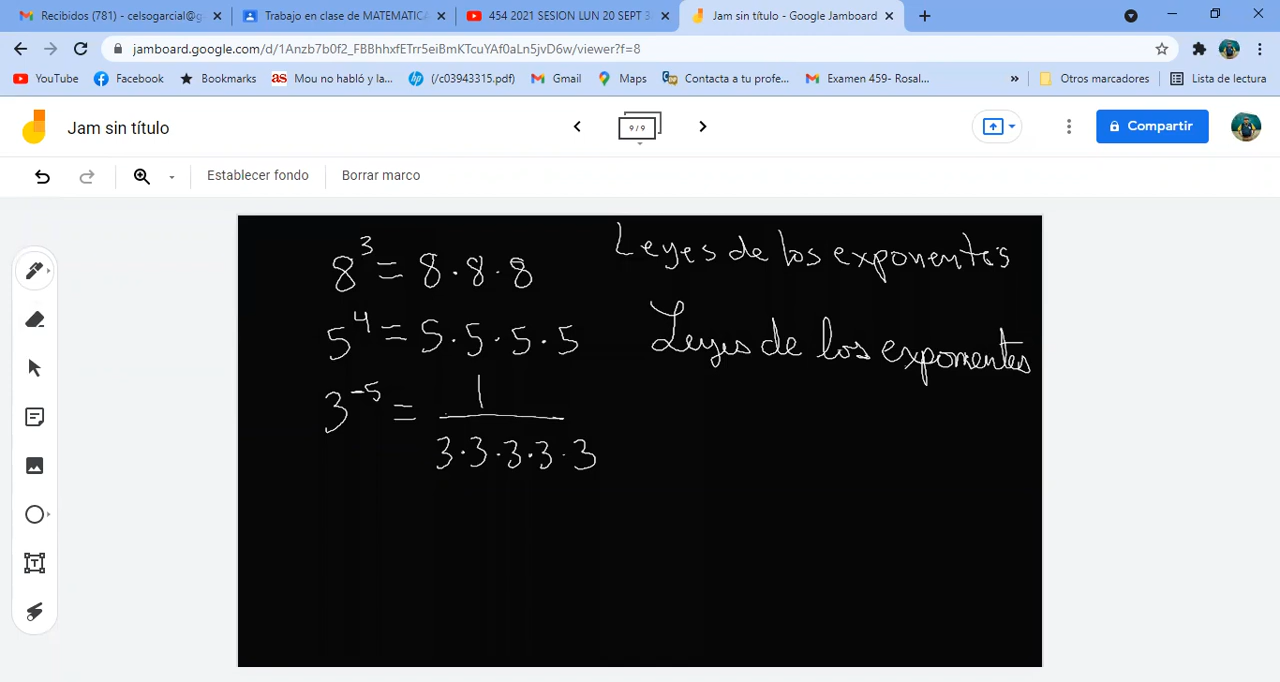 Recibidos (781) - celsogarcial@g
Trabajo en clase de MATEMATICA
454 2021 SESION LUN 20 SEPT 3
Jam sin título - Google Jamboard
jamboard.google.com/d/1Anzb7b0f2_FBBhhxfETrr5eiBmKTcuYAf0aLn5jvD6w/viewer?f=8
YouTube
Facebook
Bookmarks
as Mou no habló y la...
(/c03943315.pdf)
Gmail
Maps
Contacta a tu profe...
Examen 459- Rosal...
»
Otros marcadores
Lista de lectura
Jam sin título
9 / 9
Compartir
Establecer fondo
Borrar marco
8³ = 8·8·8
Leyes de los exponentes
5⁴ = 5·5·5·5
Leyes de los exponentes
3⁻⁵ = 1
3·3·3·3·3